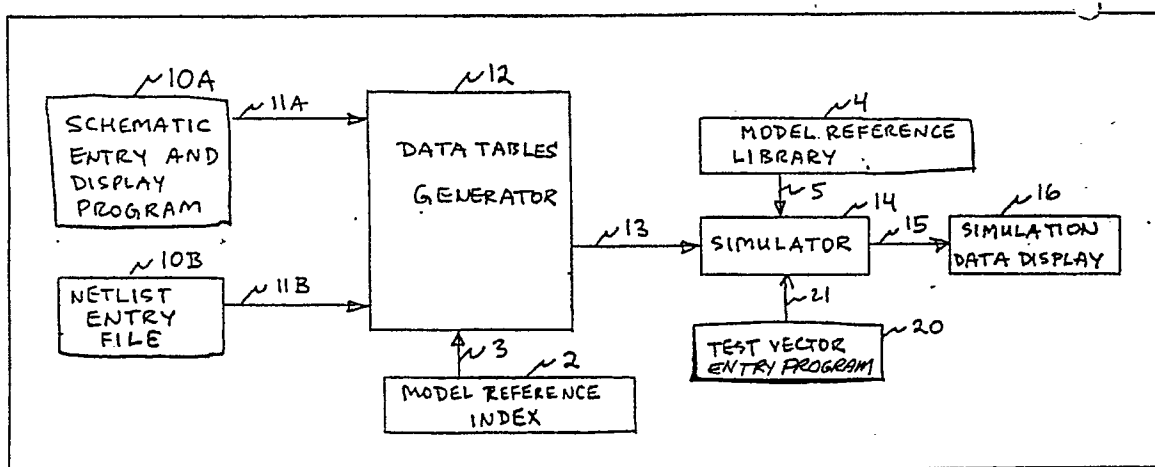 10A
SCHEMATIC
ENTRY AND
DISPLAY
PROGRAM
11A
10B
NETLIST
ENTRY
FILE
11B
12
DATA TABLES
GENERATOR
3
2
MODEL REFERENCE
INDEX
13
4
MODEL REFERENCE
LIBRARY
5
14
SIMULATOR
15
16
SIMULATION
DATA DISPLAY
21
20
TEST VECTOR
ENTRY PROGRAM